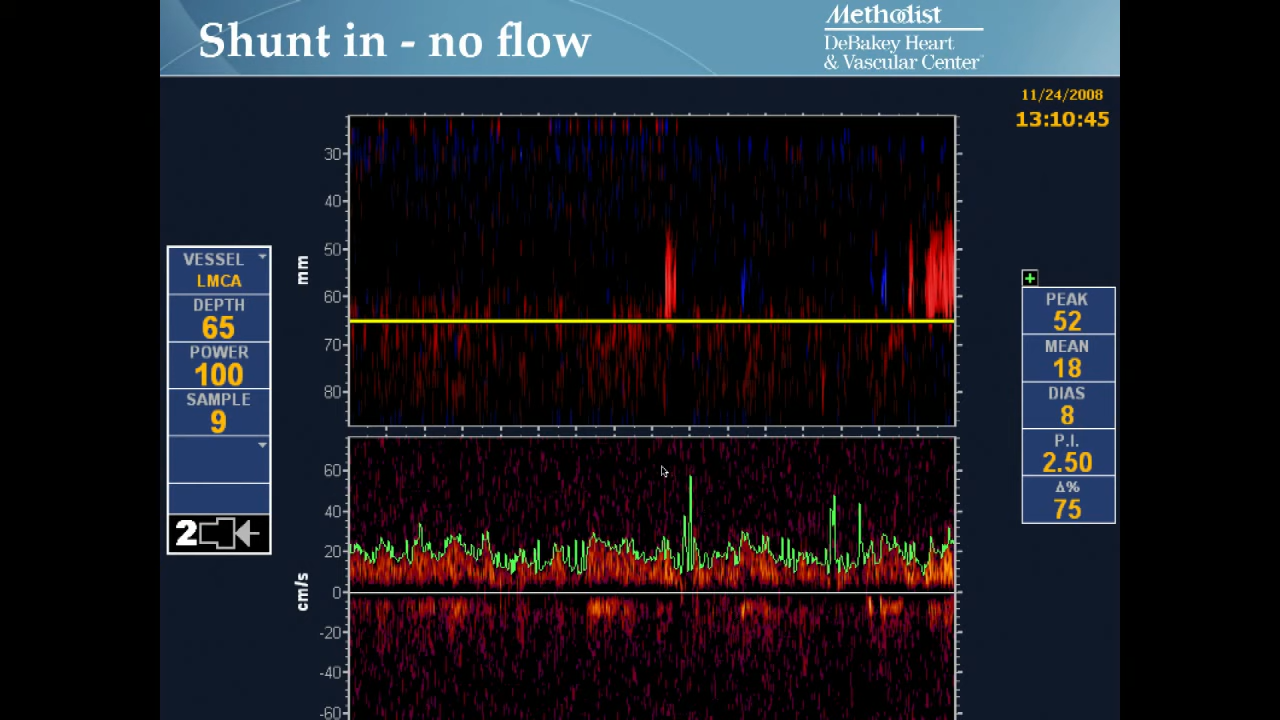 Shunt in - no flow
Methodist
DeBakey Heart
& Vascular Center
11/24/2008
13:10:45
VESSEL
LMCA
DEPTH
65
POWER
100
SAMPLE
9
2
mm
30
40
50
60
70
80
cm/s
60
40
20
0
-20
-40
-60
+
PEAK
52
MEAN
18
DIAS
8
P.I.
2.50
Δ%
75